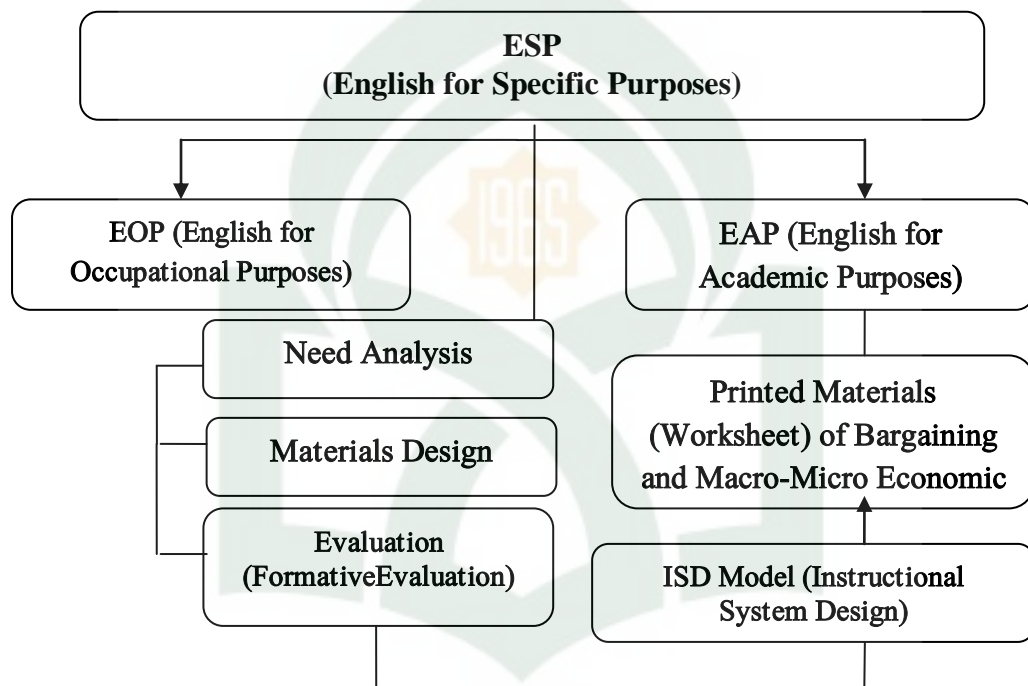 ESP
(English for Specific Purposes)
EOP (English for
Occupational Purposes)
EAP (English for
Academic Purposes)
Need Analysis
Materials Design
Evaluation
(FormativeEvaluation)
Printed Materials
(Worksheet) of Bargaining
and Macro-Micro Economic
ISD Model (Instructional
System Design)
1965